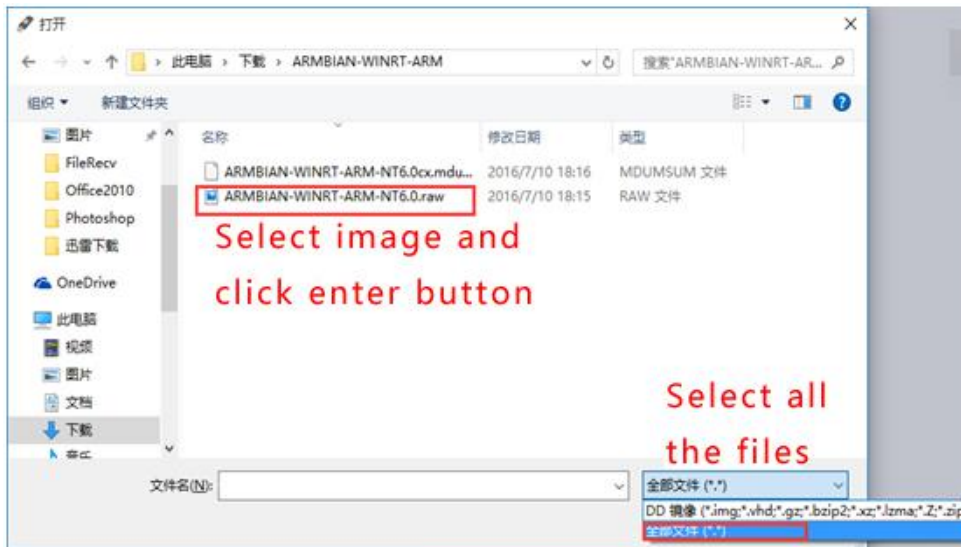 打开
此电脑 › 下载 › ARMBIAN-WINRT-ARM
搜索"ARMBIAN-WINRT-AR...
组织
新建文件夹
名称 修改日期 类型
图片
FileRecv
Office2010
Photoshop
迅雷下载
OneDrive
此电脑
视频
图片
文档
下载
音乐
ARMBIAN-WINRT-ARM-NT6.0cx.mdu... 2016/7/10 18:16 MDUMSUM 文件
ARMBIAN-WINRT-ARM-NT6.0.raw 2016/7/10 18:15 RAW 文件
Select image and
click enter button
Select all
the files
文件名(N):
全部文件 (*.*)
DD 镜像 (*.img;*.vhd;*.gz;*.bzip2;*.xz;*.lzma;*.Z;*.zip
全部文件 (*.*)